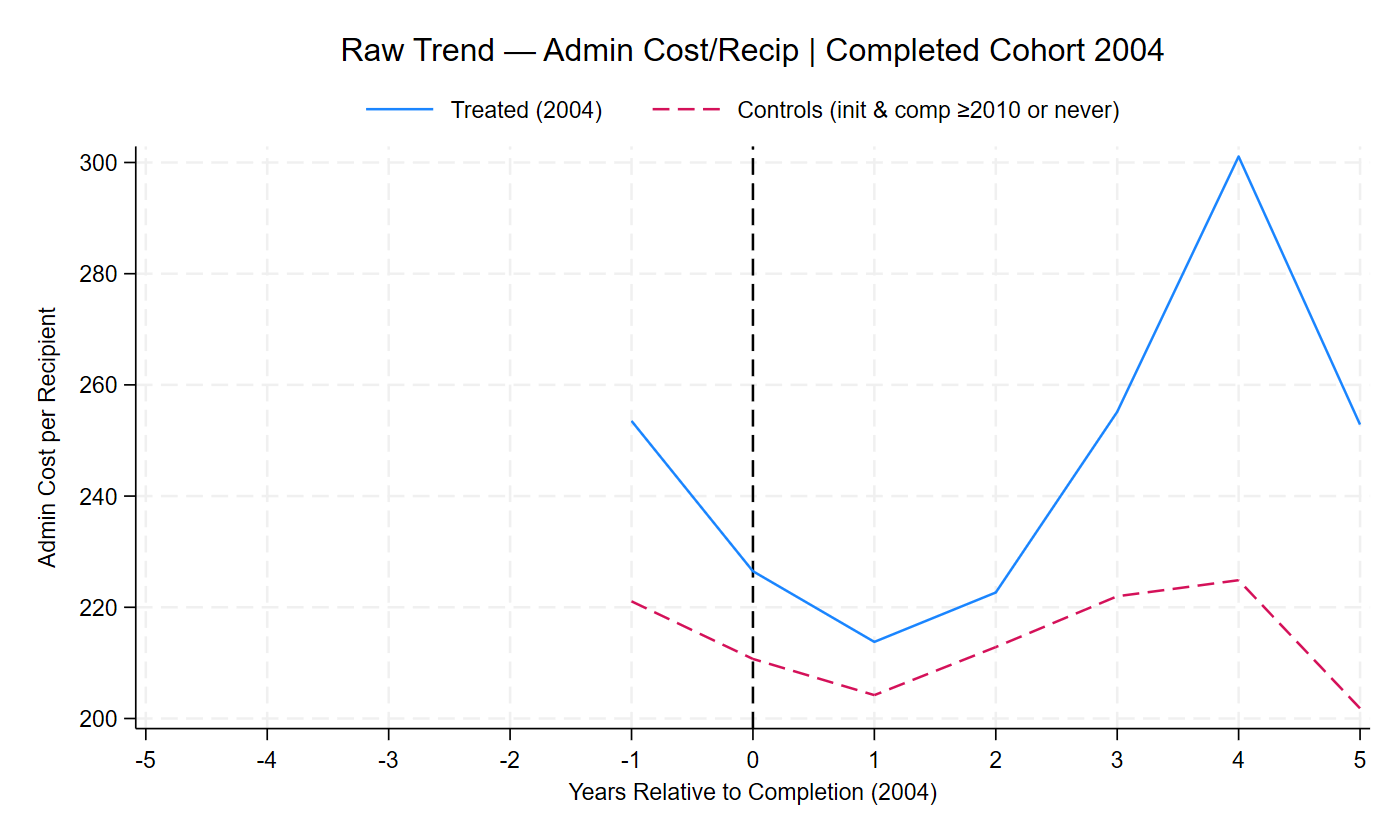 Raw Trend — Admin Cost/Recip | Completed Cohort 2004
Treated (2004) Controls (init & comp ≥2010 or never)
Admin Cost per Recipient
300
280
260
240
220
200
-5 -4 -3 -2 -1 0 1 2 3 4 5
Years Relative to Completion (2004)